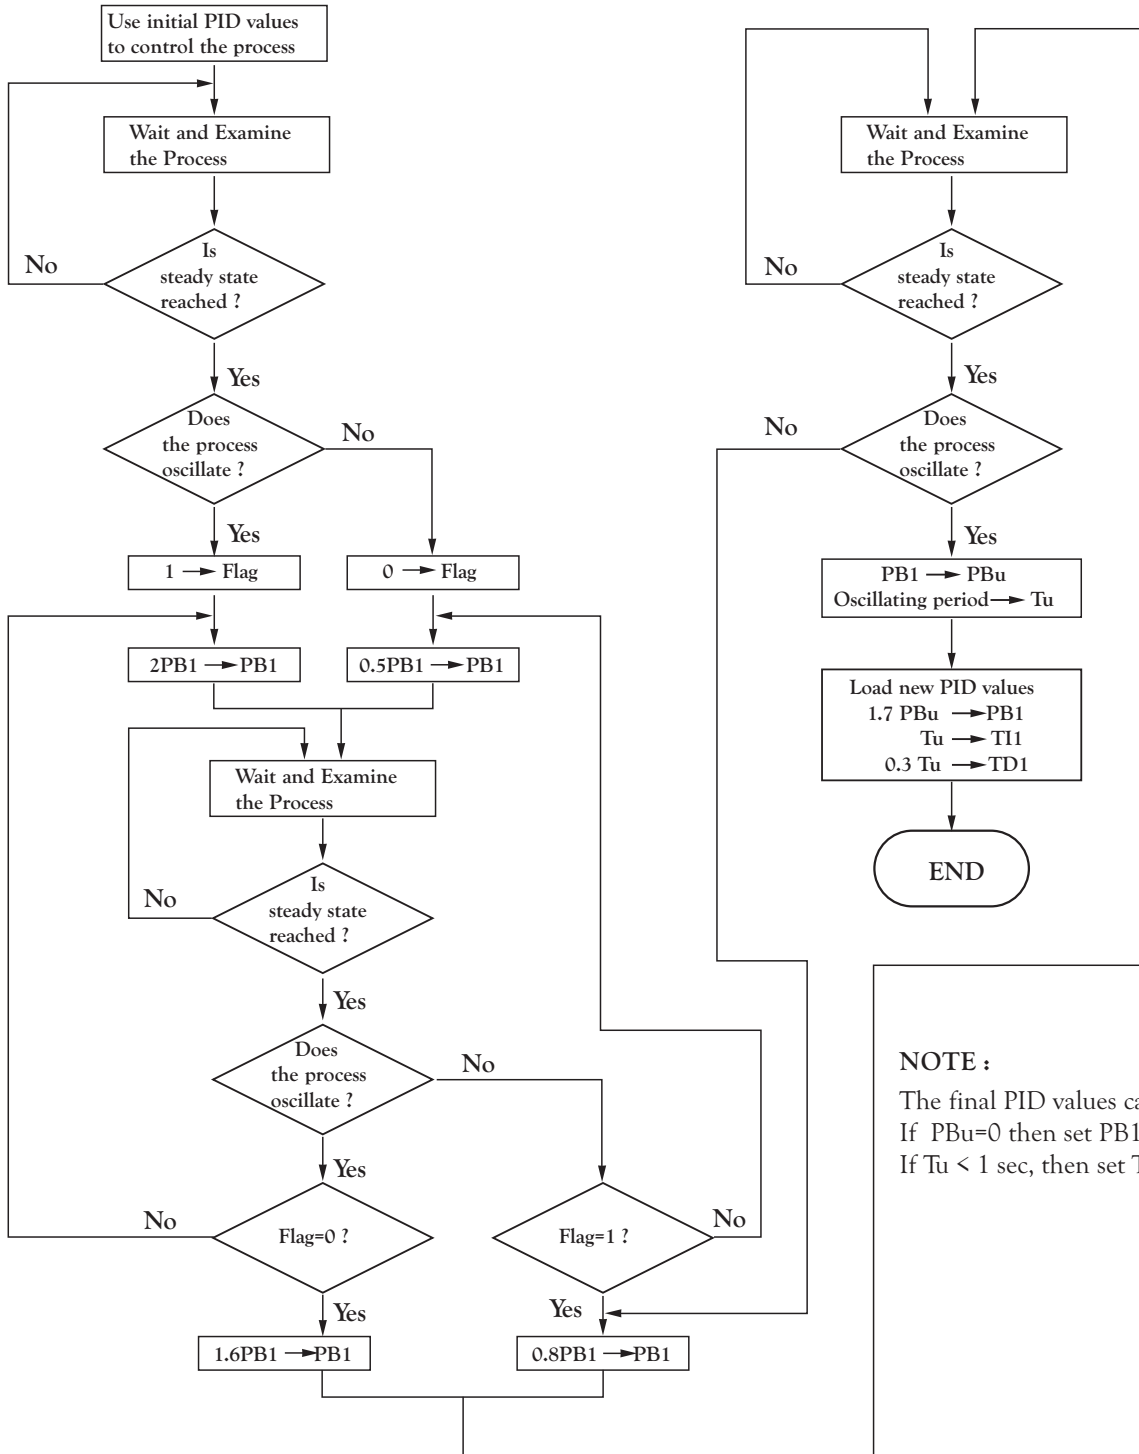 Use initial PID values
to control the process
Wait and Examine
the Process
Is
steady state
reached ?
No
Yes
Does
the process
oscillate ?
No
Yes
1 → Flag
0 → Flag
2PB1 → PB1
0.5PB1 → PB1
Wait and Examine
the Process
Is
steady state
reached ?
No
Yes
Does
the process
oscillate ?
No
Yes
Flag=0 ?
No
Yes
Flag=1 ?
No
Yes
1.6PB1 → PB1
0.8PB1 → PB1
Wait and Examine
the Process
Is
steady state
reached ?
No
Yes
Does
the process
oscillate ?
No
Yes
PB1 → PBu
Oscillating period → Tu
Load new PID values
1.7 PBu → PB1
Tu → TI1
0.3 Tu → TD1
END
NOTE :
The final PID values ca
If PBu=0 then set PB1
If Tu < 1 sec, then set T